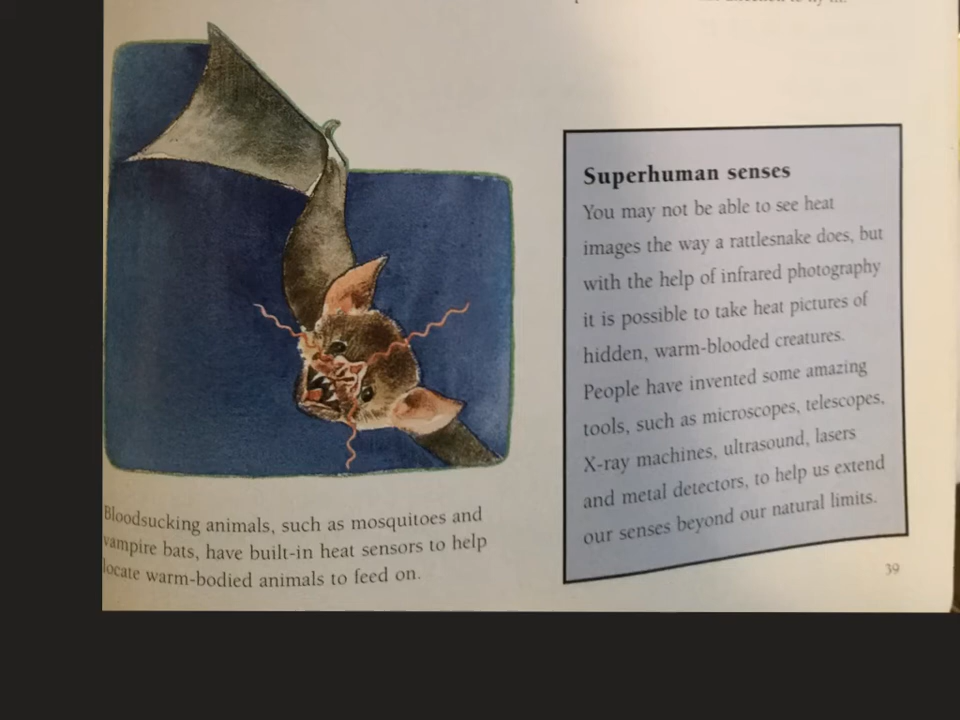 Bloodsucking animals, such as mosquitoes and
vampire bats, have built-in heat sensors to help
locate warm-bodied animals to feed on.
Superhuman senses
You may not be able to see heat
images the way a rattlesnake does, but
with the help of infrared photography
it is possible to take heat pictures of
hidden, warm-blooded creatures.
People have invented some amazing
tools, such as microscopes, telescopes,
X-ray machines, ultrasound, lasers
and metal detectors, to help us extend
our senses beyond our natural limits.
39